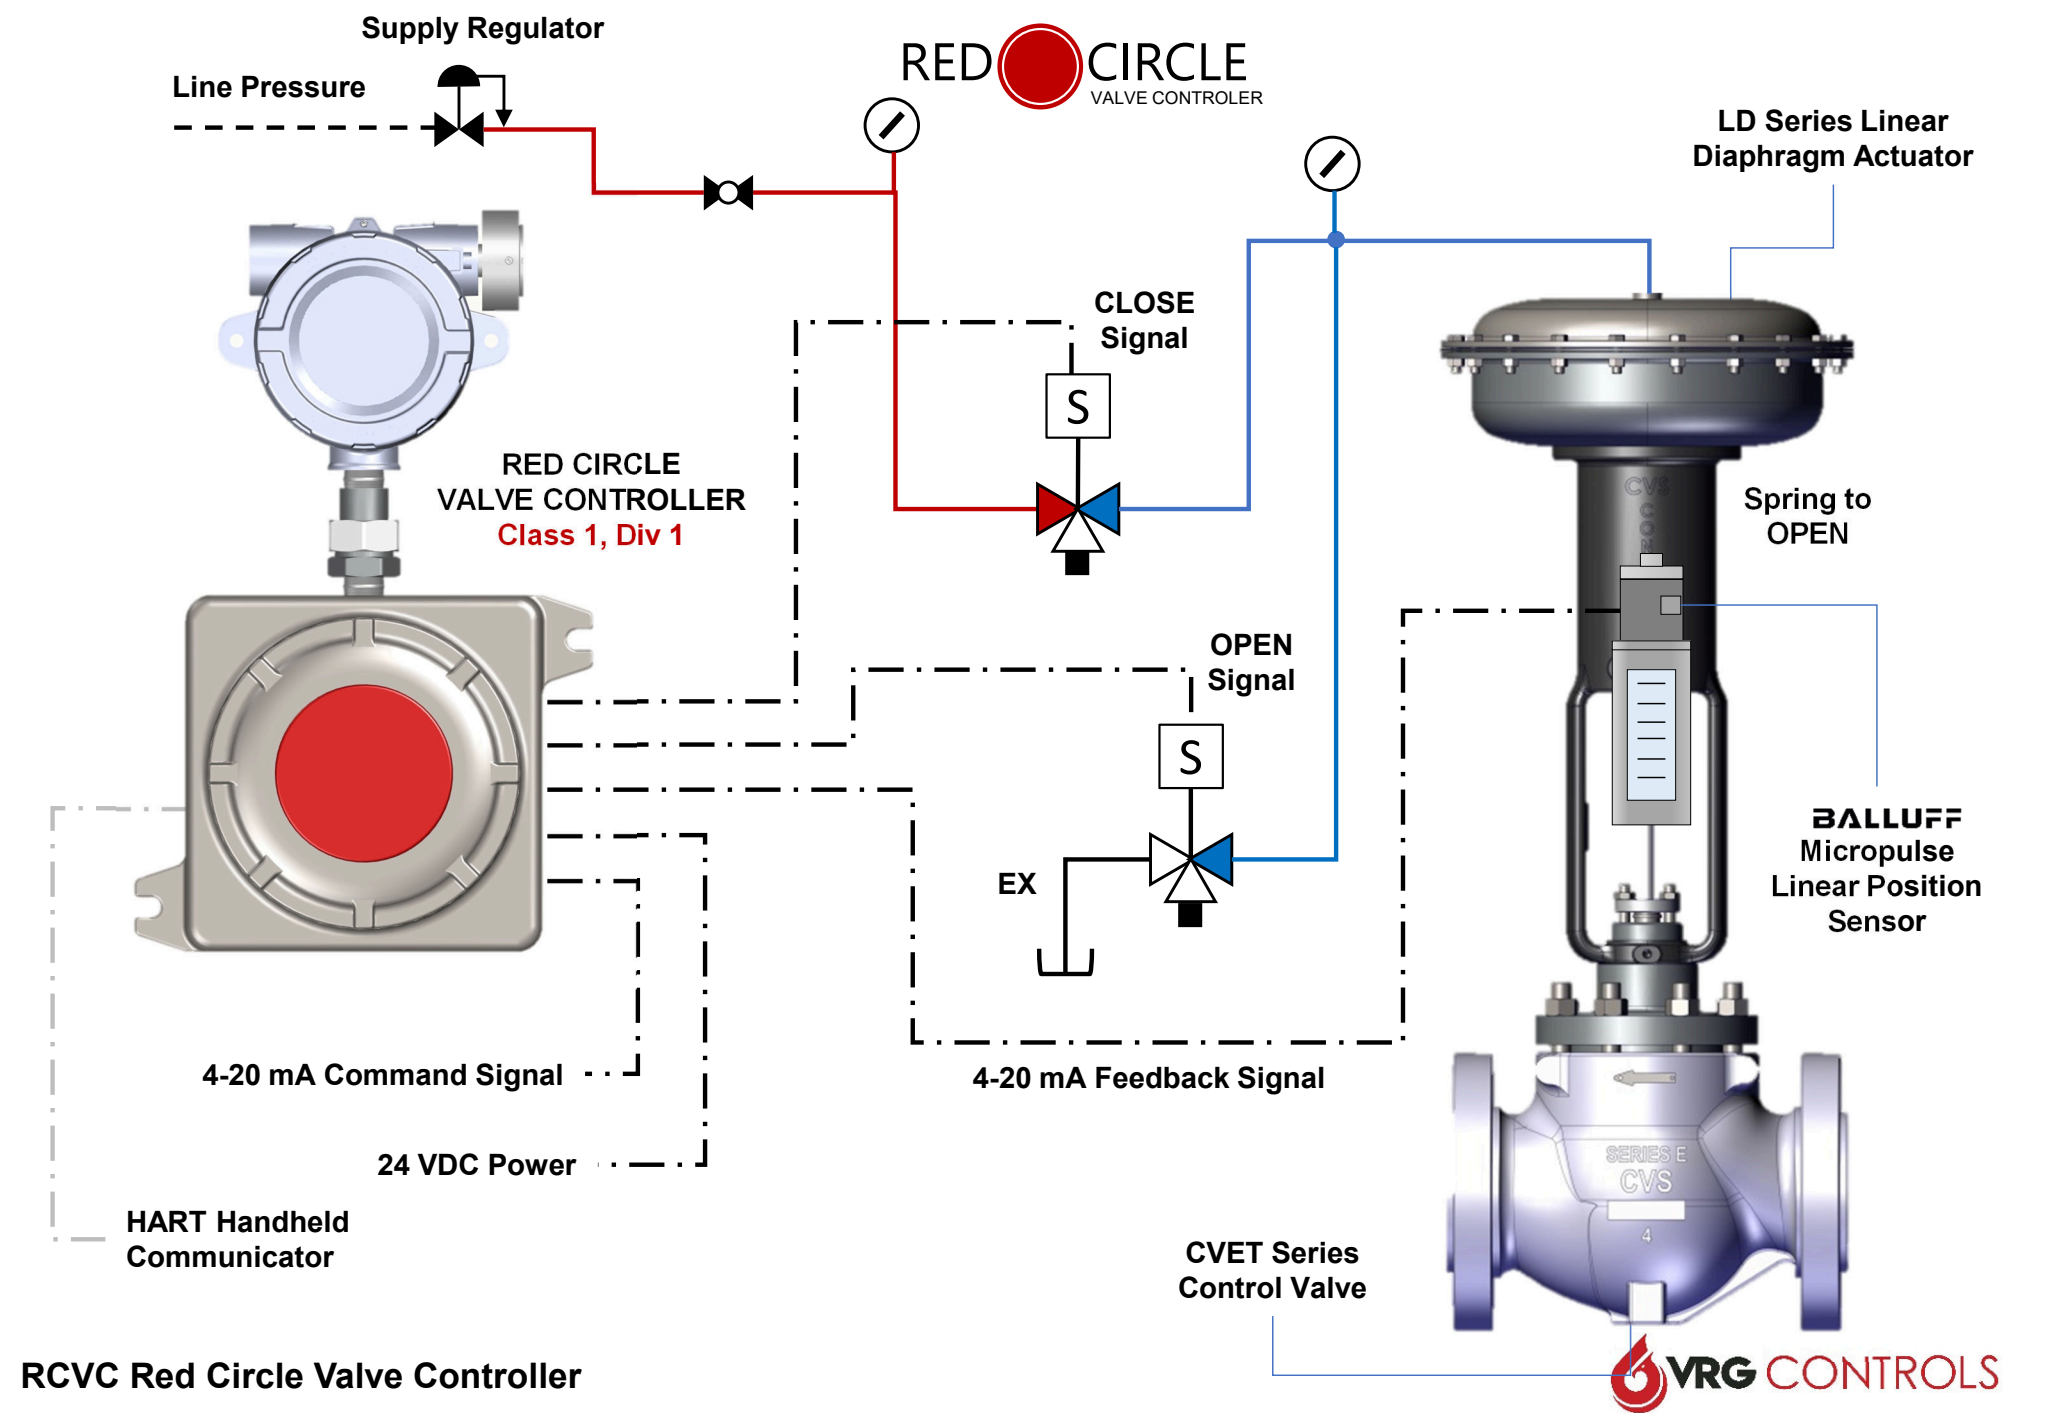 Supply Regulator
Line Pressure
RED CIRCLE
VALVE CONTROLER
LD Series Linear
Diaphragm Actuator
CLOSE
Signal
S
RED CIRCLE
VALVE CONTROLLER
Class 1, Div 1
CVS
Spring to
OPEN
OPEN
Signal
S
EX
BALLUFF
Micropulse
Linear Position
Sensor
4-20 mA Command Signal
4-20 mA Feedback Signal
24 VDC Power
SERIES E
CVS
4
HART Handheld
Communicator
CVET Series
Control Valve
RCVC Red Circle Valve Controller
VRG CONTROLS